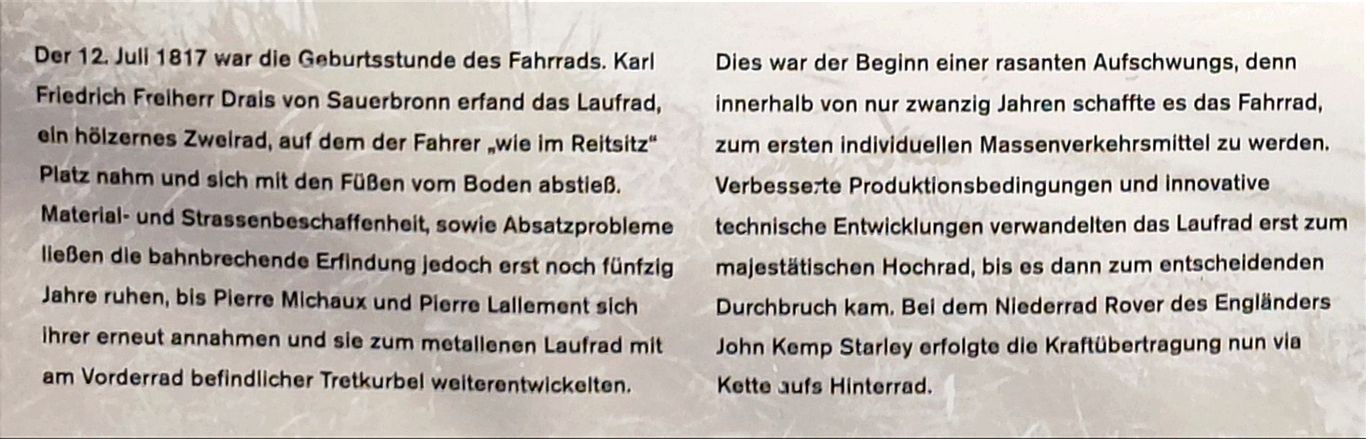 Der 12. Juli 1817 war die Geburtsstunde des Fahrrads. Karl
Friedrich Freiherr Drais von Sauerbronn erfand das Laufrad,
ein hölzernes Zweirad, auf dem der Fahrer „wie im Reitsitz“
Platz nahm und sich mit den Füßen vom Boden abstieß.
Material- und Strassenbeschaffenheit, sowie Absatzprobleme
ließen die bahnbrechende Erfindung jedoch erst noch fünfzig
Jahre ruhen, bis Pierre Michaux und Pierre Lallement sich
ihrer erneut annahmen und sie zum metallenen Laufrad mit
am Vorderrad befindlicher Tretkurbel weiterentwickelten.
Dies war der Beginn einer rasanten Aufschwungs, denn
innerhalb von nur zwanzig Jahren schaffte es das Fahrrad,
zum ersten individuellen Massenverkehrsmittel zu werden.
Verbesserte Produktionsbedingungen und innovative
technische Entwicklungen verwandelten das Laufrad erst zum
majestätischen Hochrad, bis es dann zum entscheidenden
Durchbruch kam. Bei dem Niederrad Rover des Engländers
John Kemp Starley erfolgte die Kraftübertragung nun via
Kette aufs Hinterrad.